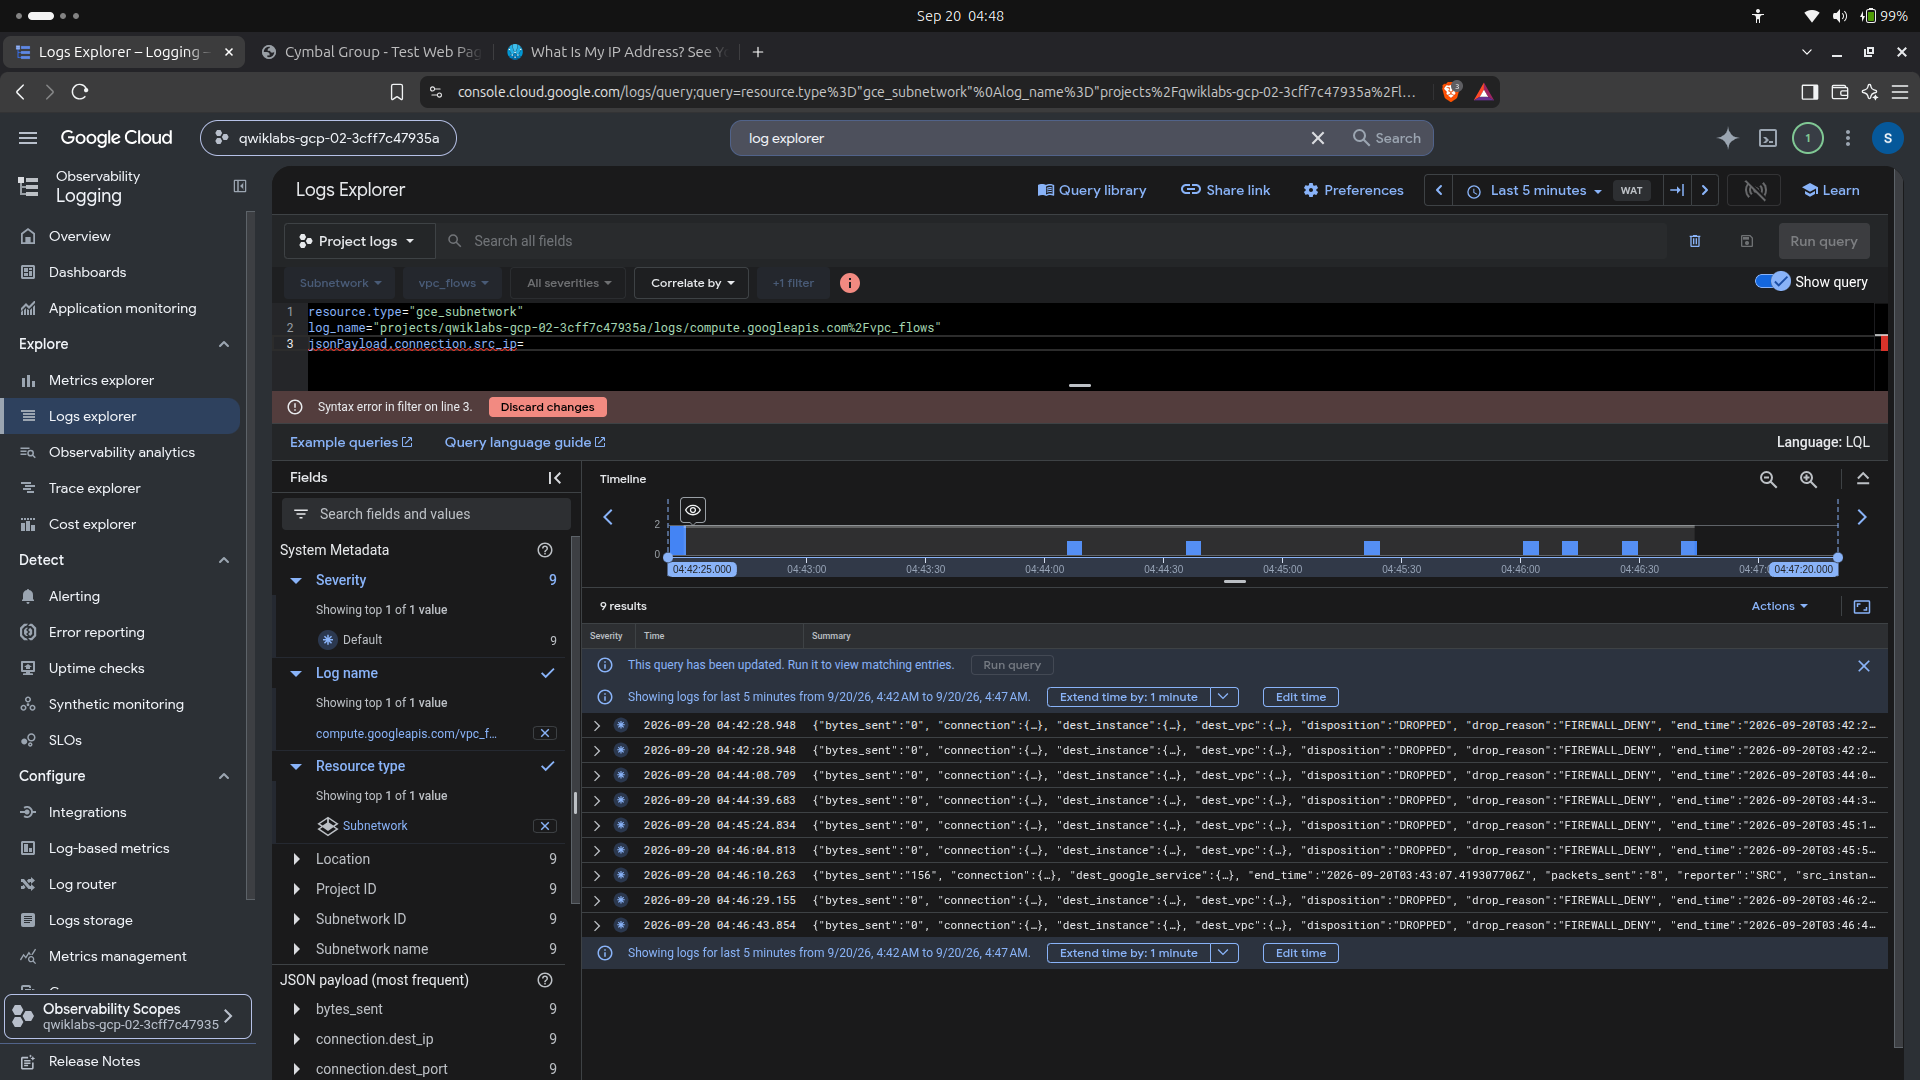 Sep 20 04:48
99%
Logs Explorer – Logging –
Cymbal Group - Test Web Pag
What Is My IP Address? See Y
console.cloud.google.com/logs/query;query=resource.type%3D"gce_subnetwork"%0Alog_name%3D"projects%2Fqwiklabs-gcp-02-3cff7c47935a%2Fl...
3
Google Cloud
qwiklabs-gcp-02-3cff7c47935a
log explorer
Search
1
S
Observability
Logging
Overview
Dashboards
Application monitoring
Explore
Metrics explorer
Logs explorer
Observability analytics
Trace explorer
Cost explorer
Detect
Alerting
Error reporting
Uptime checks
Synthetic monitoring
SLOs
Configure
Integrations
Log-based metrics
Log router
Logs storage
Metrics management
Observability Scopes
qwiklabs-gcp-02-3cff7c47935
Release Notes
Logs Explorer
Query library
Share link
Preferences
Last 5 minutes
WAT
Learn
Project logs
Search all fields
Run query
Subnetwork
vpc_flows
All severities
Correlate by
+1 filter
Show query
1 resource.type="gce_subnetwork"
2 log_name="projects/qwiklabs-gcp-02-3cff7c47935a/logs/compute.googleapis.com%2Fvpc_flows"
3 jsonPayload.connection.src_ip=
Syntax error in filter on line 3.
Discard changes
Example queries
Query language guide
Language: LQL
Fields
Search fields and values
System Metadata
Severity 9
Showing top 1 of 1 value
Default 9
Log name
Showing top 1 of 1 value
compute.googleapis.com/vpc_f...
Resource type
Showing top 1 of 1 value
Subnetwork
Location 9
Project ID 9
Subnetwork ID 9
Subnetwork name 9
JSON payload (most frequent)
bytes_sent 9
connection.dest_ip 9
connection.dest_port 9
Timeline
2
0
04:42:25.000
04:43:00
04:43:30
04:44:00
04:44:30
04:45:00
04:45:30
04:46:00
04:46:30
04:47:
04:47:20.000
9 results
Actions
Severity Time Summary
This query has been updated. Run it to view matching entries.
Run query
Showing logs for last 5 minutes from 9/20/26, 4:42 AM to 9/20/26, 4:47 AM.
Extend time by: 1 minute
Edit time
2026-09-20 04:42:28.948 {"bytes_sent":"0", "connection":{…}, "dest_instance":{…}, "dest_vpc":{…}, "disposition":"DROPPED", "drop_reason":"FIREWALL_DENY", "end_time":"2026-09-20T03:42:2…
2026-09-20 04:42:28.948 {"bytes_sent":"0", "connection":{…}, "dest_instance":{…}, "dest_vpc":{…}, "disposition":"DROPPED", "drop_reason":"FIREWALL_DENY", "end_time":"2026-09-20T03:42:2…
2026-09-20 04:44:08.709 {"bytes_sent":"0", "connection":{…}, "dest_instance":{…}, "dest_vpc":{…}, "disposition":"DROPPED", "drop_reason":"FIREWALL_DENY", "end_time":"2026-09-20T03:44:0…
2026-09-20 04:44:39.683 {"bytes_sent":"0", "connection":{…}, "dest_instance":{…}, "dest_vpc":{…}, "disposition":"DROPPED", "drop_reason":"FIREWALL_DENY", "end_time":"2026-09-20T03:44:3…
2026-09-20 04:45:24.834 {"bytes_sent":"0", "connection":{…}, "dest_instance":{…}, "dest_vpc":{…}, "disposition":"DROPPED", "drop_reason":"FIREWALL_DENY", "end_time":"2026-09-20T03:45:1…
2026-09-20 04:46:04.813 {"bytes_sent":"0", "connection":{…}, "dest_instance":{…}, "dest_vpc":{…}, "disposition":"DROPPED", "drop_reason":"FIREWALL_DENY", "end_time":"2026-09-20T03:45:5…
2026-09-20 04:46:10.263 {"bytes_sent":"156", "connection":{…}, "dest_google_service":{…}, "end_time":"2026-09-20T03:43:07.419307706Z", "packets_sent":"8", "reporter":"SRC", "src_instan…
2026-09-20 04:46:29.155 {"bytes_sent":"0", "connection":{…}, "dest_instance":{…}, "dest_vpc":{…}, "disposition":"DROPPED", "drop_reason":"FIREWALL_DENY", "end_time":"2026-09-20T03:46:2…
2026-09-20 04:46:43.854 {"bytes_sent":"0", "connection":{…}, "dest_instance":{…}, "dest_vpc":{…}, "disposition":"DROPPED", "drop_reason":"FIREWALL_DENY", "end_time":"2026-09-20T03:46:4…
Showing logs for last 5 minutes from 9/20/26, 4:42 AM to 9/20/26, 4:47 AM.
Extend time by: 1 minute
Edit time